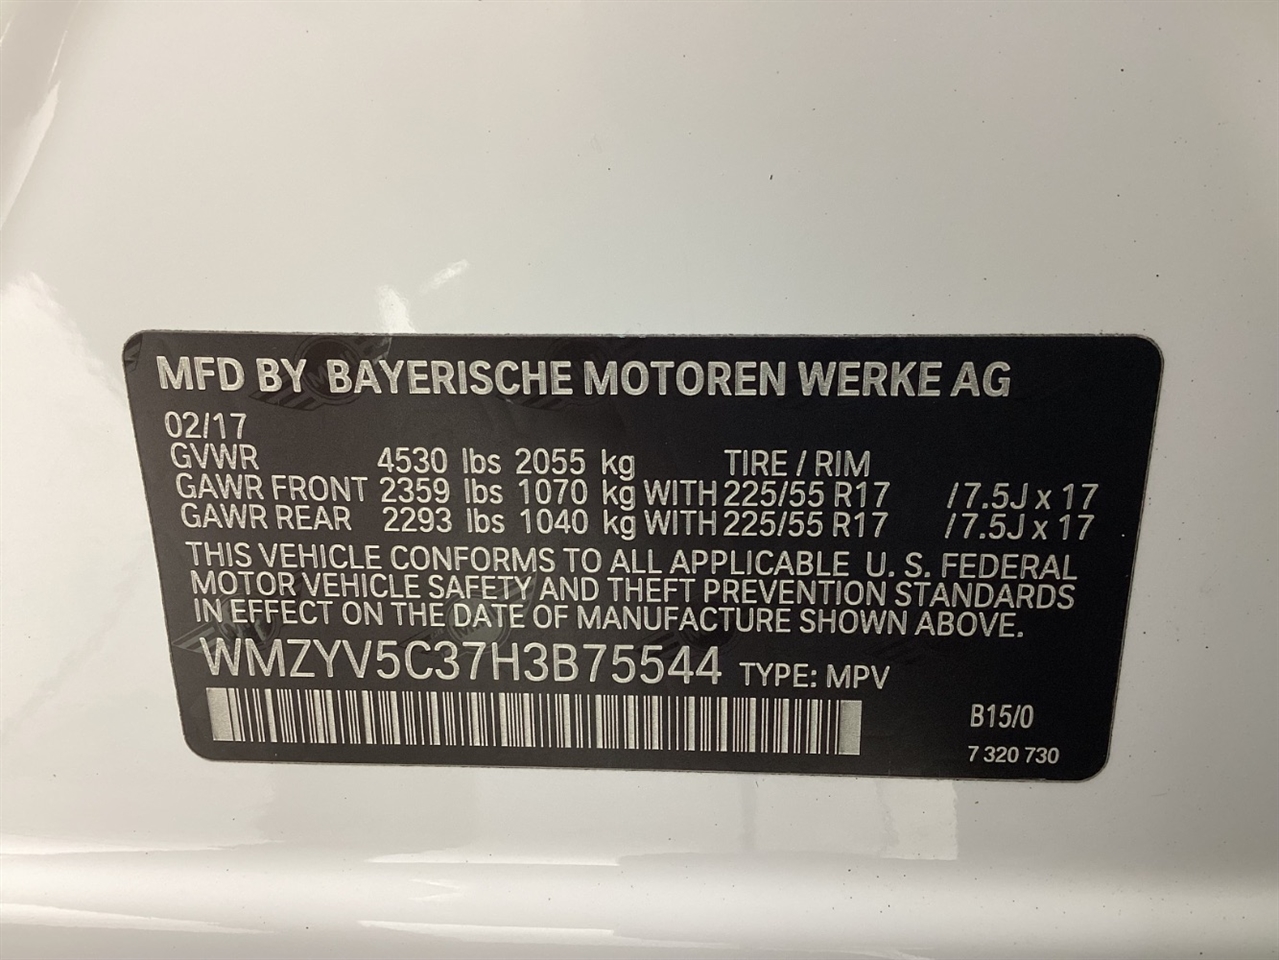 MFD BY BAYERISCHE MOTOREN WERKE AG
02/17
GVWR 4530 lbs 2055 kg TIRE / RIM
GAWR FRONT 2359 lbs 1070 kg WITH 225/55 R17 /7.5J x 17
GAWR REAR 2293 lbs 1040 kg WITH 225/55 R17 /7.5J x 17
THIS VEHICLE CONFORMS TO ALL APPLICABLE U. S. FEDERAL
MOTOR VEHICLE SAFETY AND THEFT PREVENTION STANDARDS
IN EFFECT ON THE DATE OF MANUFACTURE SHOWN ABOVE.
WMZYV5C37H3B75544 TYPE: MPV
B15/0
7 320 730